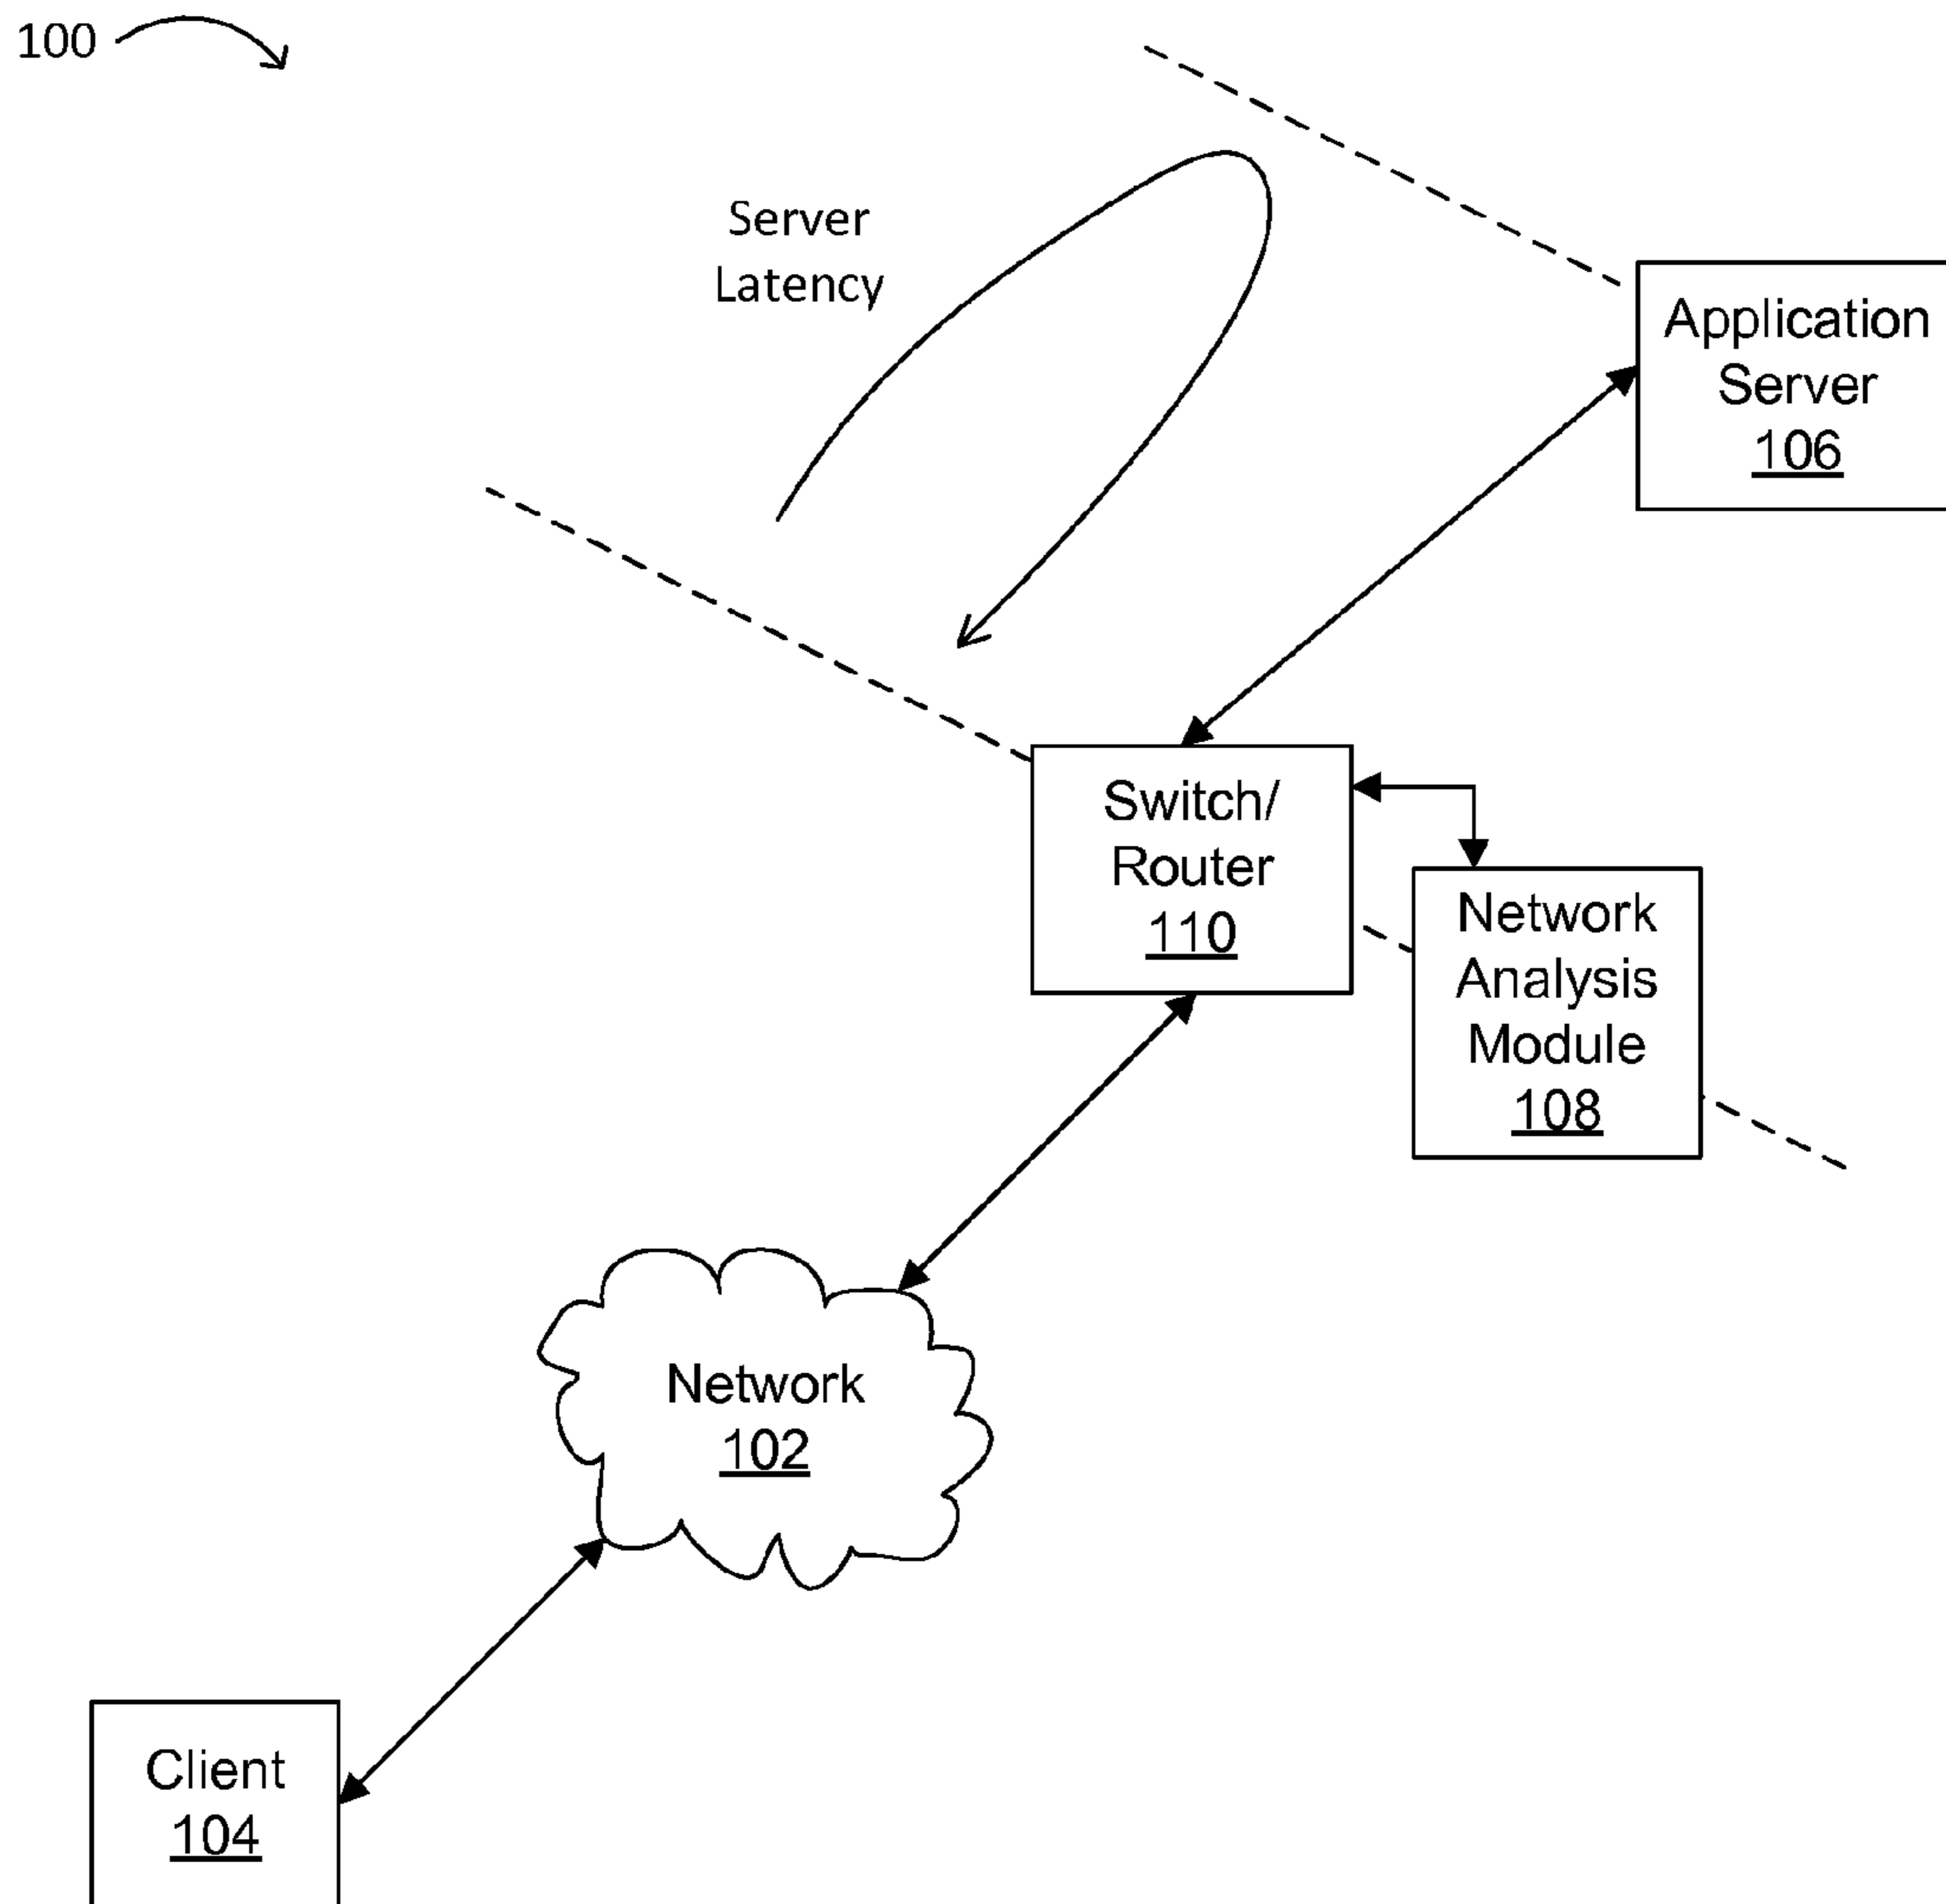 100
Server
Latency
Application
Server
106
Switch/
Router
110
Network
Analysis
Module
108
Network
102
Client
104